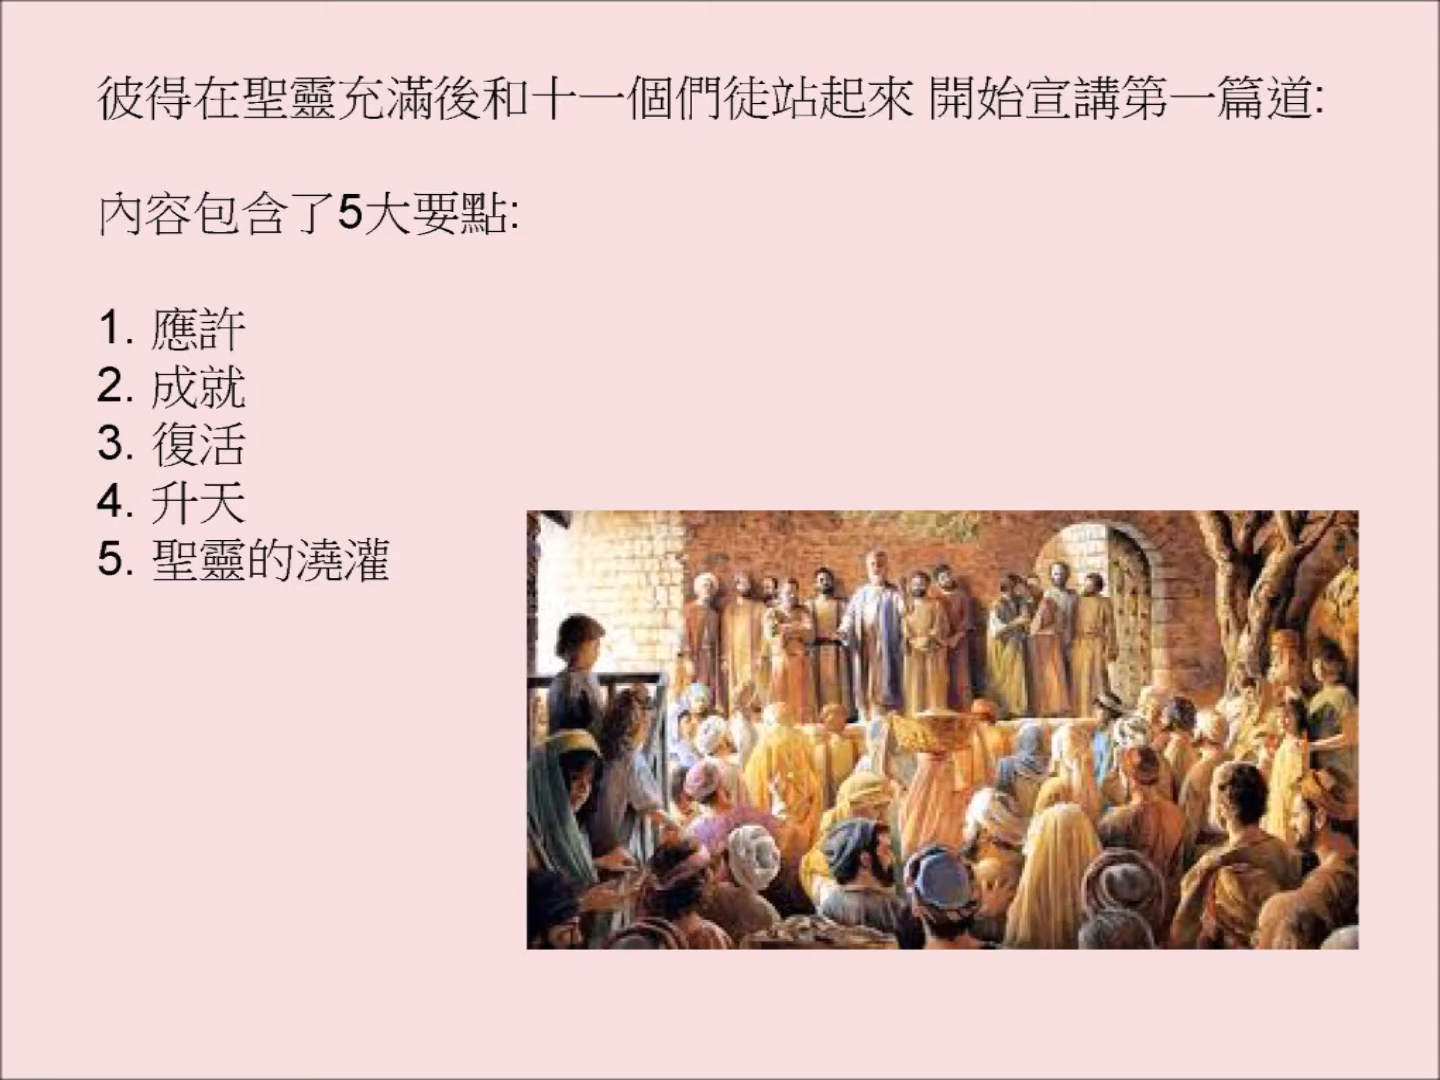 彼得在聖靈充滿後和十一個們徒站起來 開始宣講第一篇道:
內容包含了5大要點:
1. 應許
2. 成就
3. 復活
4. 升天
5. 聖靈的澆灌